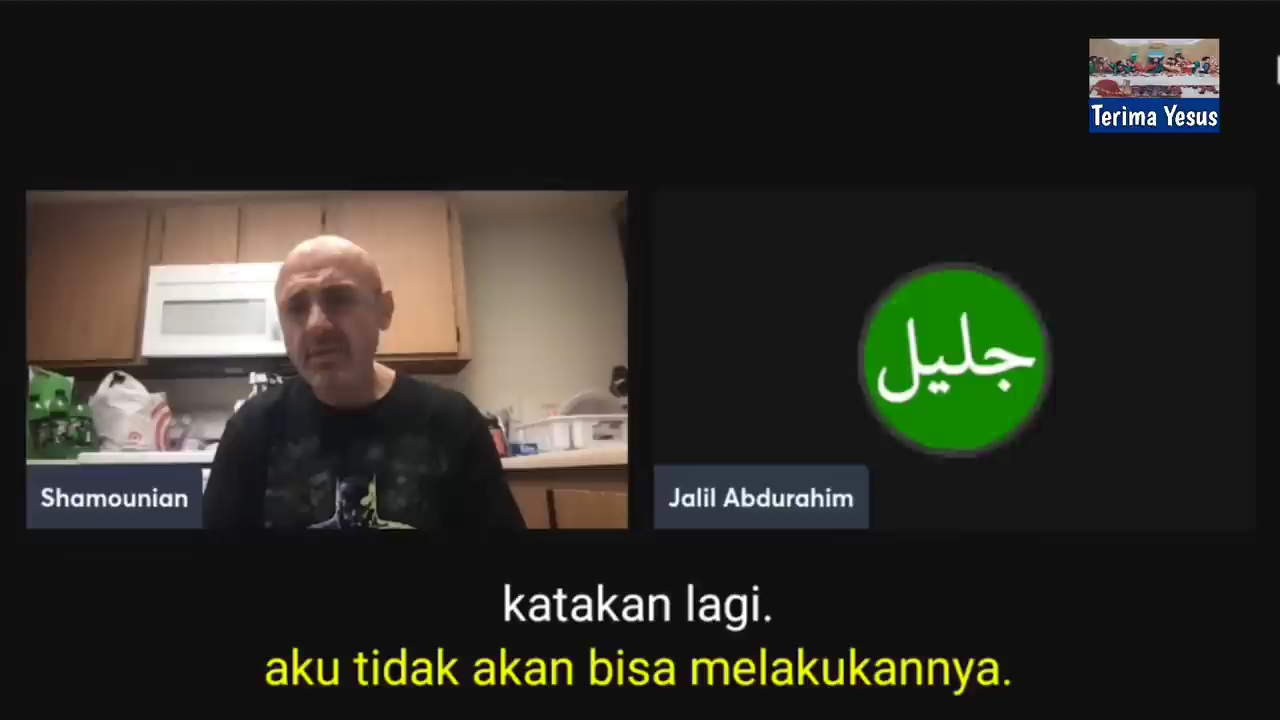 Terima Yesus
Shamounian
جليل
Jalil Abdurahim
katakan lagi.
aku tidak akan bisa melakukannya.